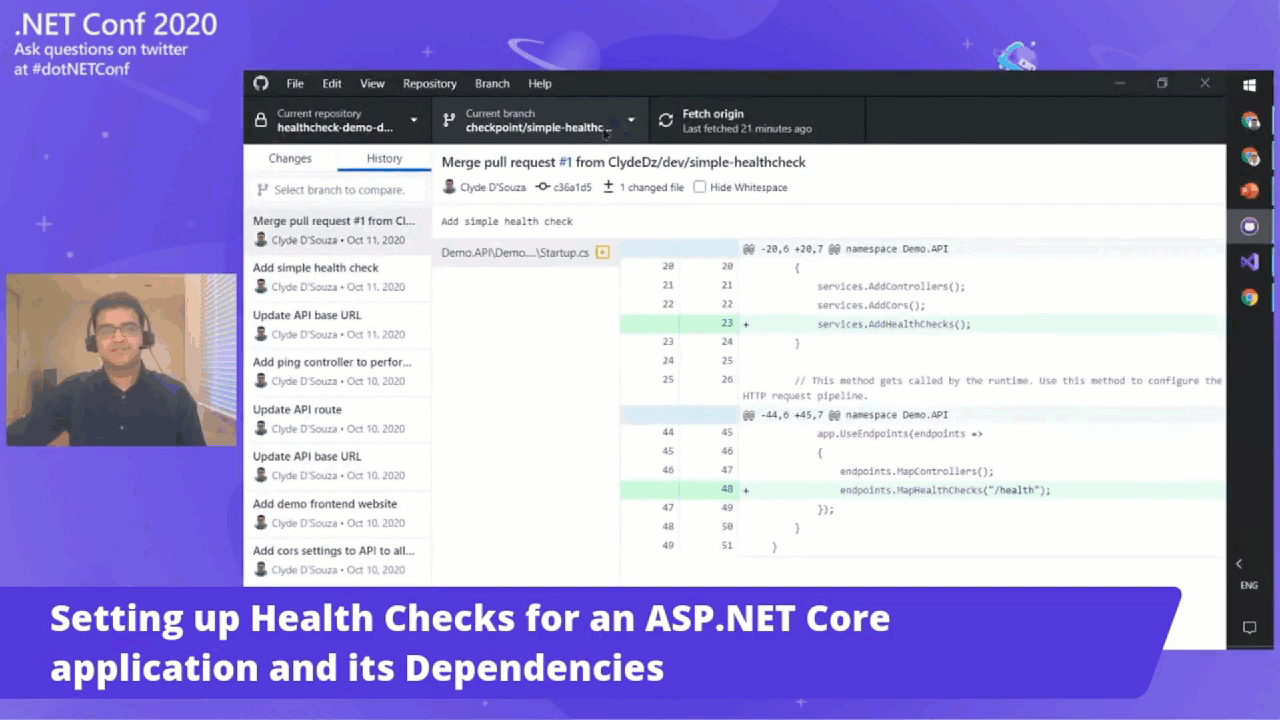 .NET Conf 2020
Ask questions on twitter
at #dotNETConf
File Edit View Repository Branch Help
Current repository
healthcheck-demo-d...
Current branch
checkpoint/simple-healthc...
Fetch origin
Last fetched 21 minutes ago
Changes History
Select branch to compare.
Merge pull request #1 from Cl...
Clyde D'Souza • Oct 11, 2020
Add simple health check
Clyde D'Souza • Oct 11, 2020
Update API base URL
Clyde D'Souza • Oct 11, 2020
Add ping controller to perfor...
Clyde D'Souza • Oct 10, 2020
Update API route
Clyde D'Souza • Oct 10, 2020
Update API base URL
Clyde D'Souza • Oct 10, 2020
Add demo frontend website
Clyde D'Souza • Oct 10, 2020
Add cors settings to API to all...
Clyde D'Souza • Oct 10, 2020
Merge pull request #1 from ClydeDz/dev/simple-healthcheck
Clyde D'Souza c36a1d5 1 changed file Hide Whitespace
Add simple health check
Demo.API\Demo....\Startup.cs
@@ -20,6 +20,7 @@ namespace Demo.API
20 20 {
21 21 services.AddControllers();
22 22 services.AddCors();
23 + services.AddHealthChecks();
23 24 }
24 25
25 26 // This method gets called by the runtime. Use this method to configure the
HTTP request pipeline.
@@ -44,6 +45,7 @@ namespace Demo.API
44 45 app.UseEndpoints(endpoints =>
45 46 {
46 47 endpoints.MapControllers();
48 + endpoints.MapHealthChecks("/health");
47 49 });
48 50 }
49 51 }
ENG
Setting up Health Checks for an ASP.NET Core
application and its Dependencies